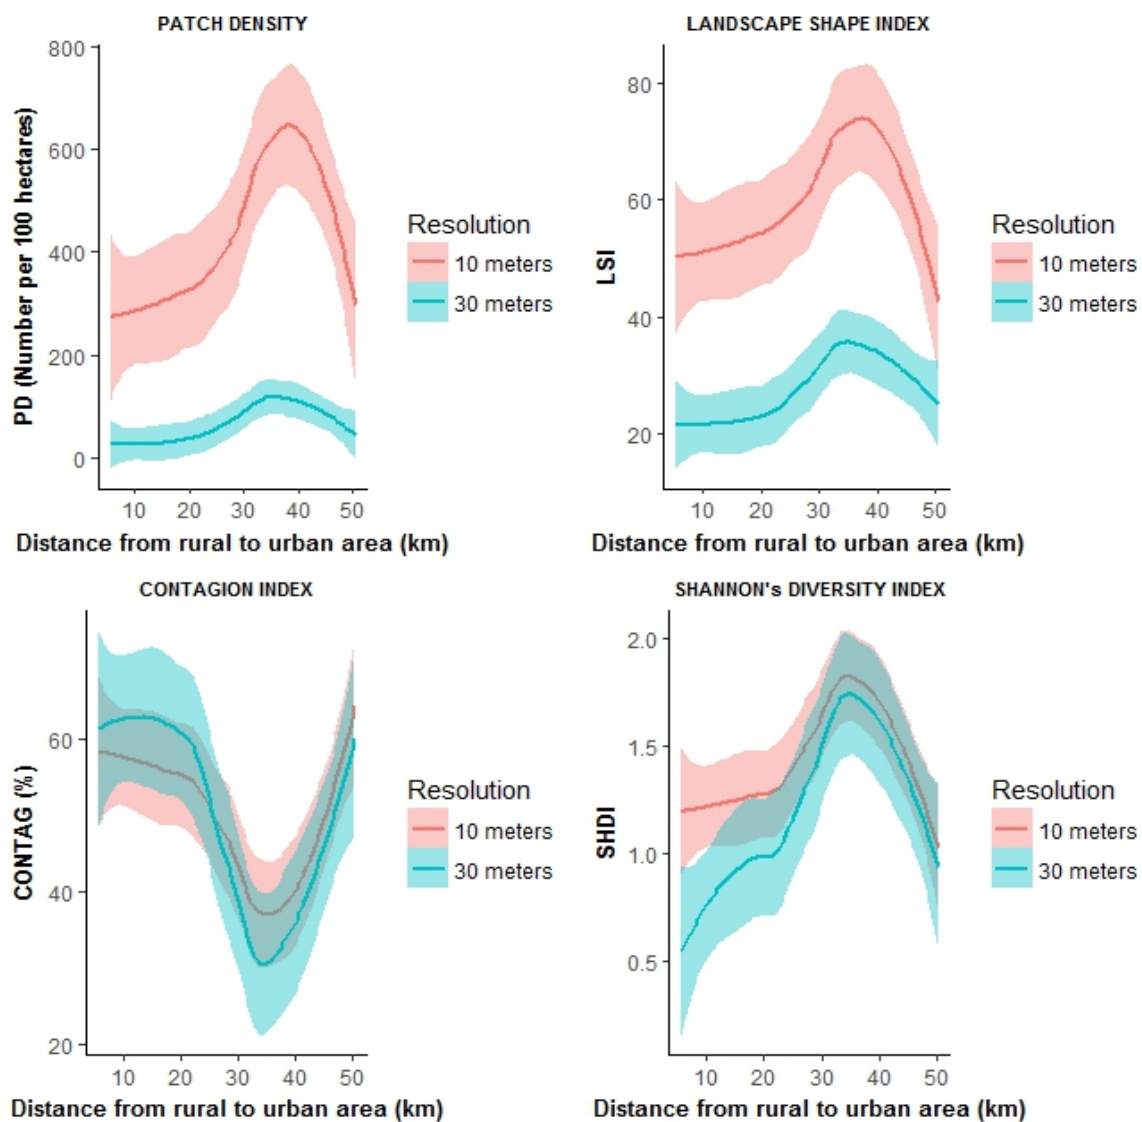 PATCH DENSITY
PD (Number per 100 hectares)
800
600
400
200
0
10 20 30 40 50
Distance from rural to urban area (km)
Resolution
10 meters
30 meters
LANDSCAPE SHAPE INDEX
LSI
80
60
40
20
10 20 30 40 50
Distance from rural to urban area (km)
Resolution
10 meters
30 meters
CONTAGION INDEX
CONTAG (%)
60
40
20
10 20 30 40 50
Distance from rural to urban area (km)
Resolution
10 meters
30 meters
SHANNON's DIVERSITY INDEX
SHDI
2.0
1.5
1.0
0.5
10 20 30 40 50
Distance from rural to urban area (km)
Resolution
10 meters
30 meters